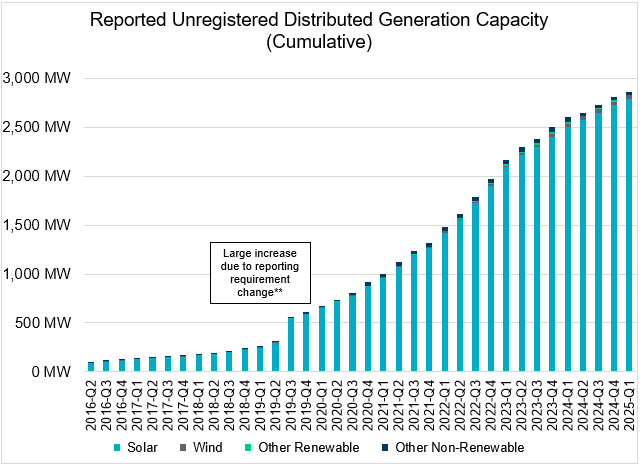 Reported Unregistered Distributed Generation Capacity
(Cumulative)
3,000 MW
2,500 MW
2,000 MW
1,500 MW
1,000 MW
500 MW
0 MW
Large increase
due to reporting
requirement
change**
2016-Q2
2016-Q3
2016-Q4
2017-Q1
2017-Q2
2017-Q3
2017-Q4
2018-Q1
2018-Q2
2018-Q3
2018-Q4
2019-Q1
2019-Q2
2019-Q3
2019-Q4
2020-Q1
2020-Q2
2020-Q3
2020-Q4
2021-Q1
2021-Q2
2021-Q3
2021-Q4
2022-Q1
2022-Q2
2022-Q3
2022-Q4
2023-Q1
2023-Q2
2023-Q3
2023-Q4
2024-Q1
2024-Q2
2024-Q3
2024-Q4
2025-Q1
Solar
Wind
Other Renewable
Other Non-Renewable